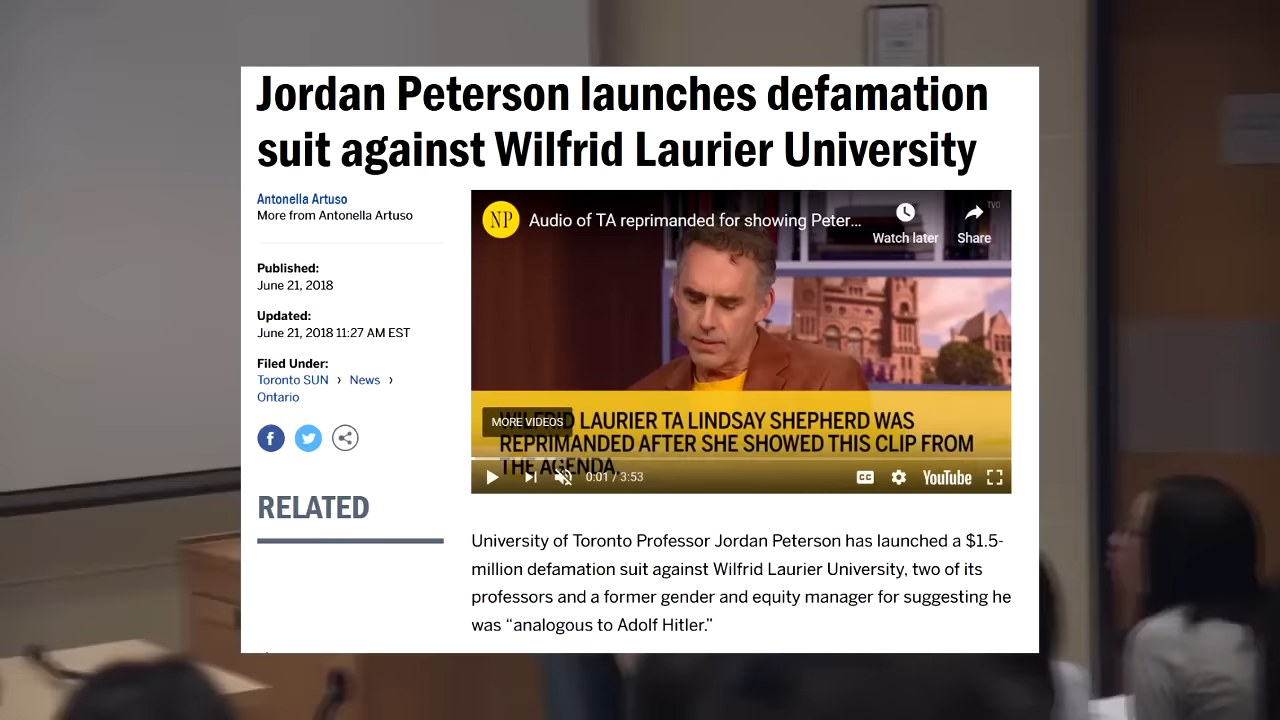 Jordan Peterson launches defamation
suit against Wilfrid Laurier University
Antonella Artuso
More from Antonella Artuso
Published:
June 21, 2018
Updated:
June 21, 2018 11:27 AM EST
Filed Under:
Toronto SUN › News ›
Ontario
RELATED
NP Audio of TA reprimanded for showing Peter...
Watch later
Share
TVO
WILFRID LAURIER TA LINDSAY SHEPHERD WAS
MORE VIDEOS
REPRIMANDED AFTER SHE SHOWED THIS CLIP FROM
THE AGENDA.
0:01 / 3:53
CC
YouTube
University of Toronto Professor Jordan Peterson has launched a $1.5-
million defamation suit against Wilfrid Laurier University, two of its
professors and a former gender and equity manager for suggesting he
was “analogous to Adolf Hitler.”